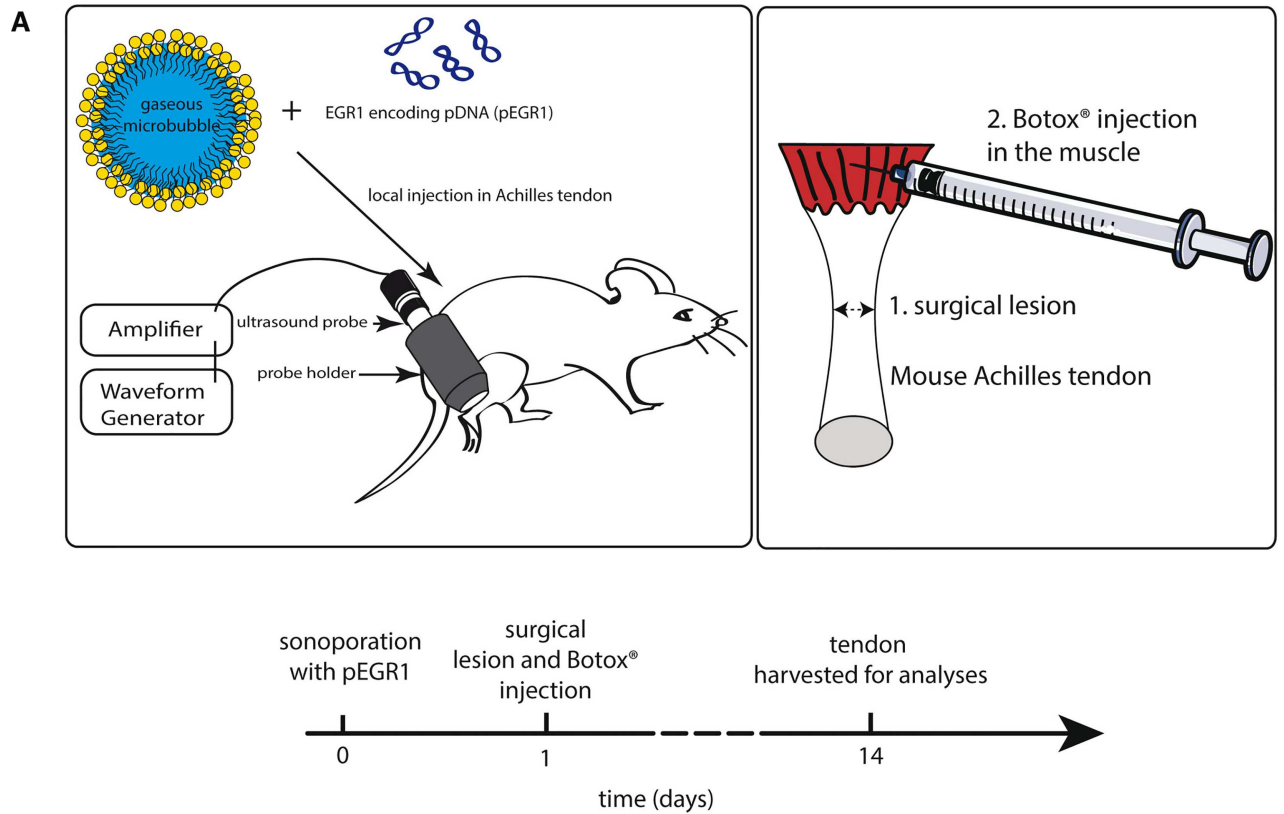 A
gaseous
microbubble
+
EGR1 encoding pDNA (pEGR1)
local injection in Achilles tendon
Amplifier
ultrasound probe
probe holder
Waveform
Generator
2. Botox® injection
in the muscle
1. surgical lesion
Mouse Achilles tendon
sonoporation
with pEGR1
surgical
lesion and Botox®
injection
tendon
harvested for analyses
0
1
14
time (days)